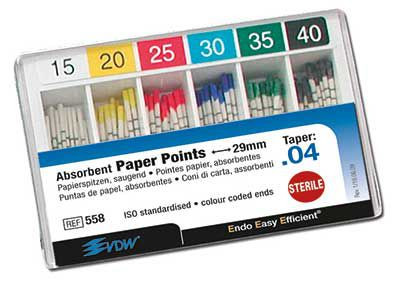 15 20 25 30 35 40
Absorbent Paper Points ⟷29mm
Papierspitzen, saugend • Pointes papier, absorbentes
Puntas de papel, absorbentes • Coni di carta, assorbenti
Taper:
.04
REF 558
ISO standardised • colour coded ends
STERILE
VDW®
Endo Easy Efficient®